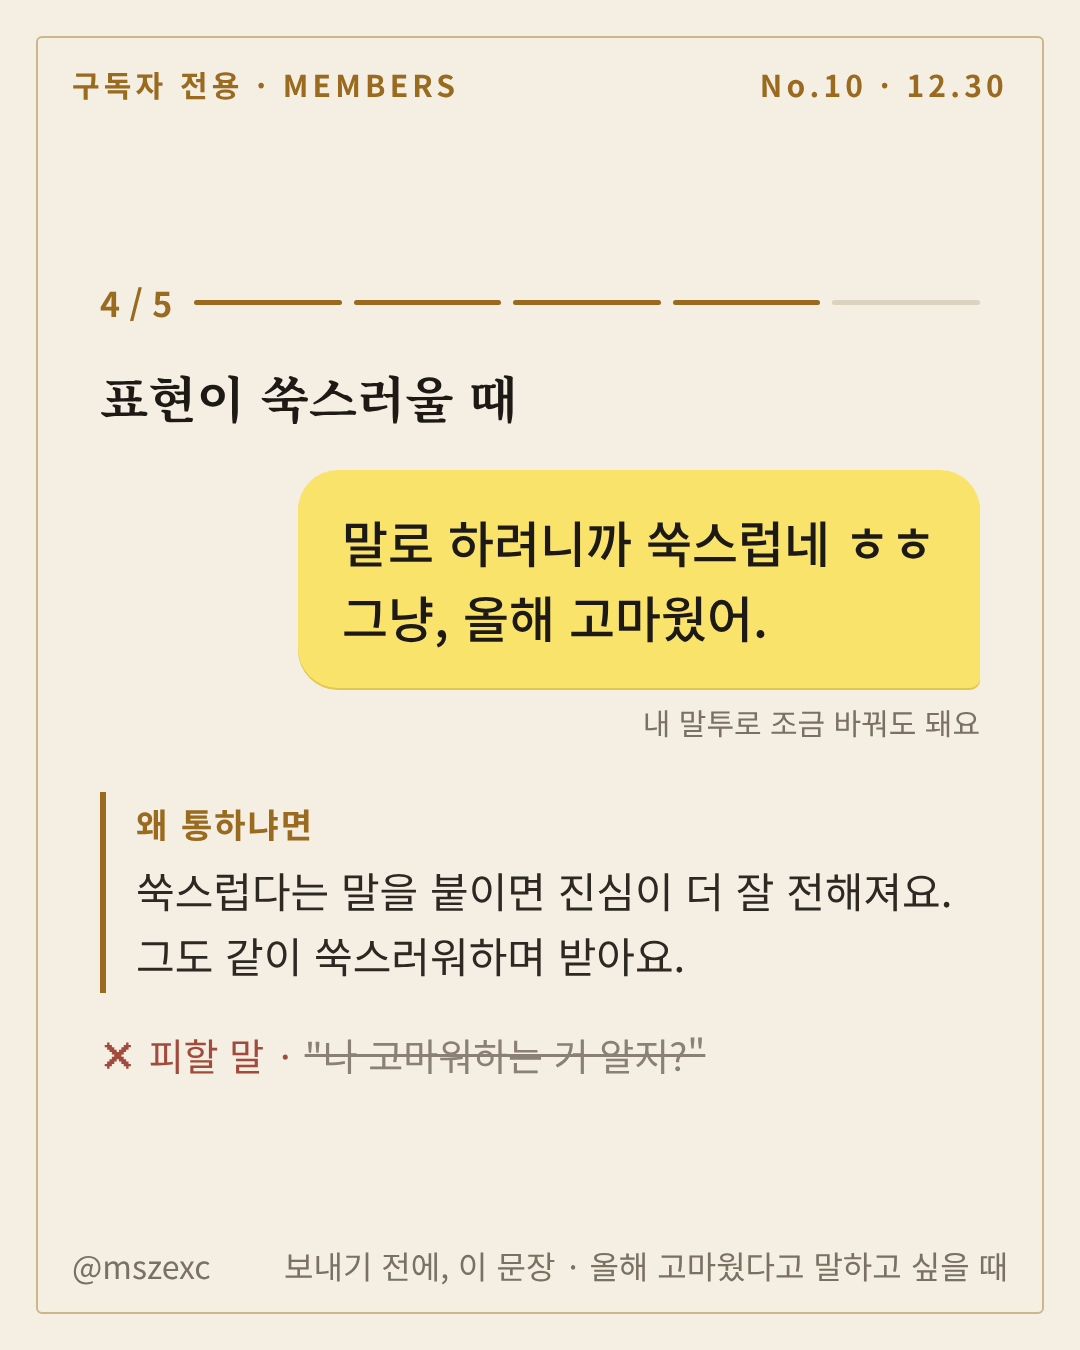 구독자 전용 · MEMBERS
No.10 · 12.30
4 / 5
표현이 쑥스러울 때
말로 하려니까 쑥스럽네 ㅎㅎ
그냥, 올해 고마웠어.
내 말투로 조금 바꿔도 돼요
왜 통하냐면
쑥스럽다는 말을 붙이면 진심이 더 잘 전해져요.
그도 같이 쑥스러워하며 받아요.
✕ 피할 말 · "나 고마워하는 거 알지?"
@mszexc
보내기 전에, 이 문장 · 올해 고마웠다고 말하고 싶을 때